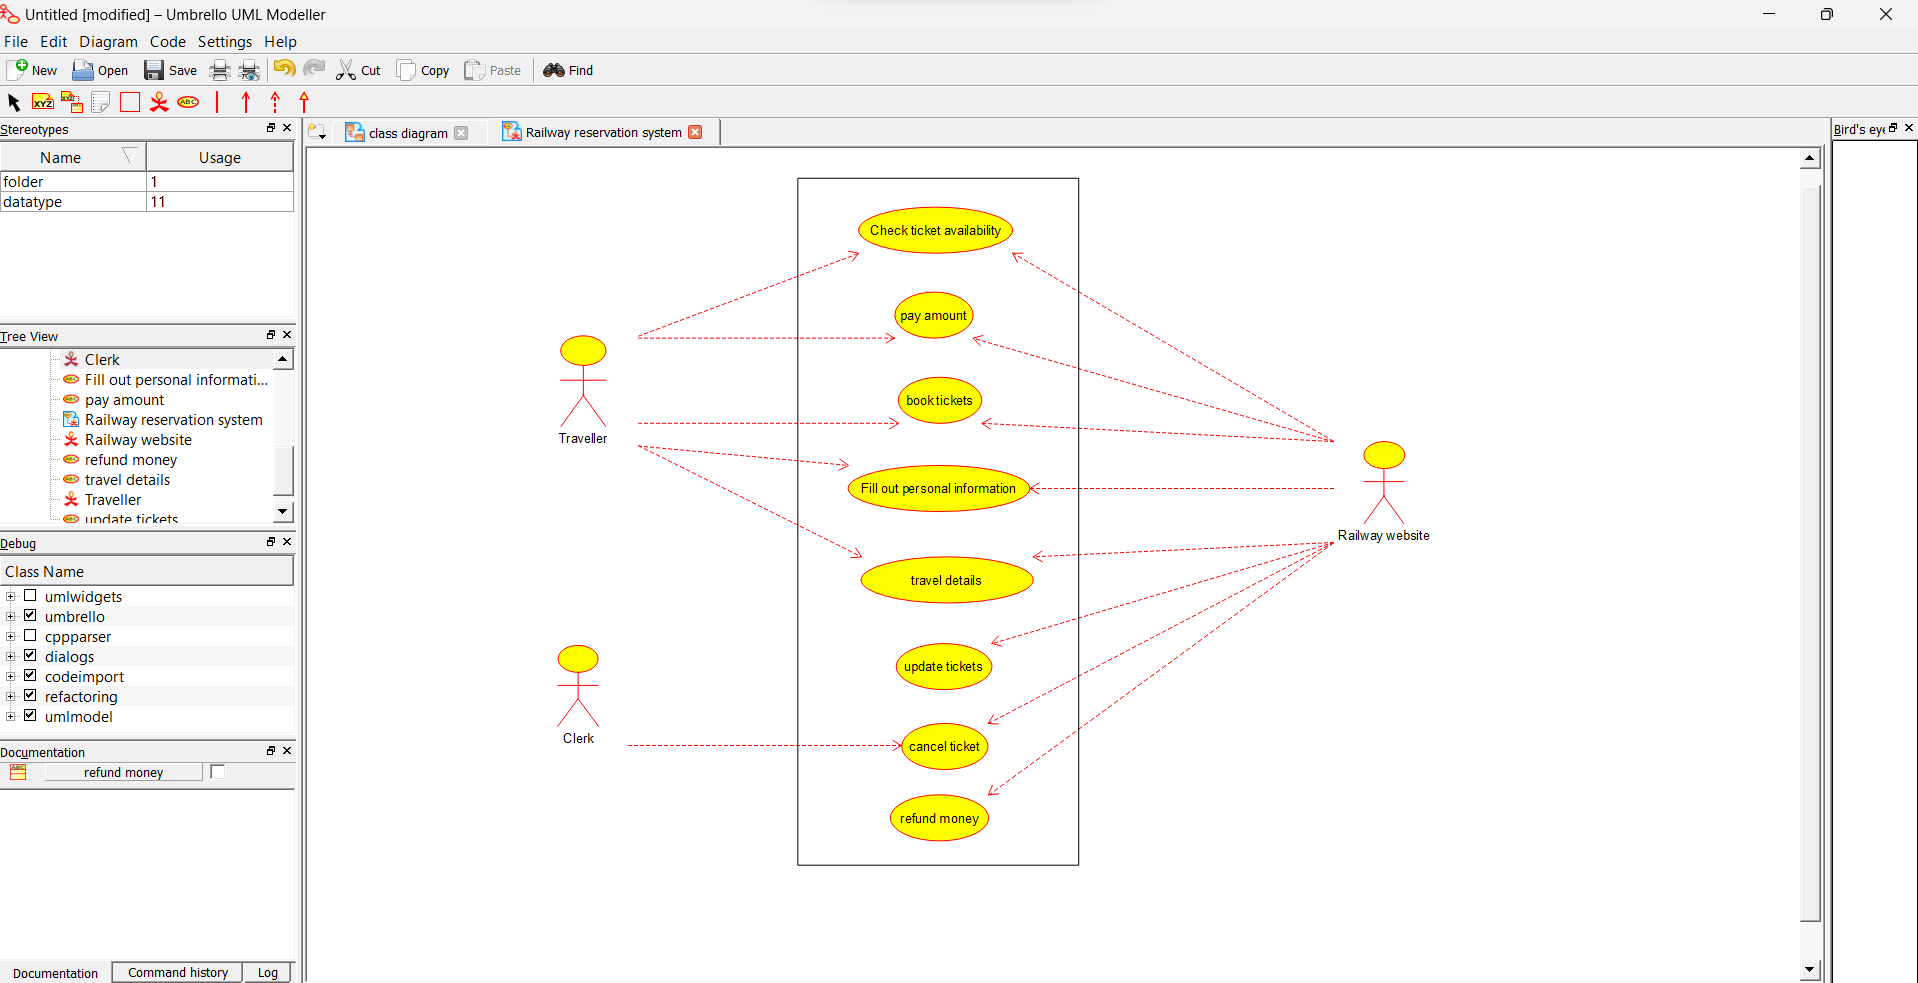 Untitled [modified] – Umbrello UML Modeller
File Edit Diagram Code Settings Help
New Open Save Cut Copy Paste Find
XYZ XYZ ABC
Stereotypes
Name Usage
folder 1
datatype 11
Tree View
Clerk
Fill out personal informati...
pay amount
Railway reservation system
Railway website
refund money
travel details
Traveller
update tickets
Debug
Class Name
umlwidgets
umbrello
cppparser
dialogs
codeimport
refactoring
umlmodel
Documentation
refund money
Documentation Command history Log
class diagram Railway reservation system
Check ticket availability
pay amount
book tickets
Fill out personal information
travel details
update tickets
cancel ticket
refund money
Traveller
Clerk
Railway website
Bird's eye